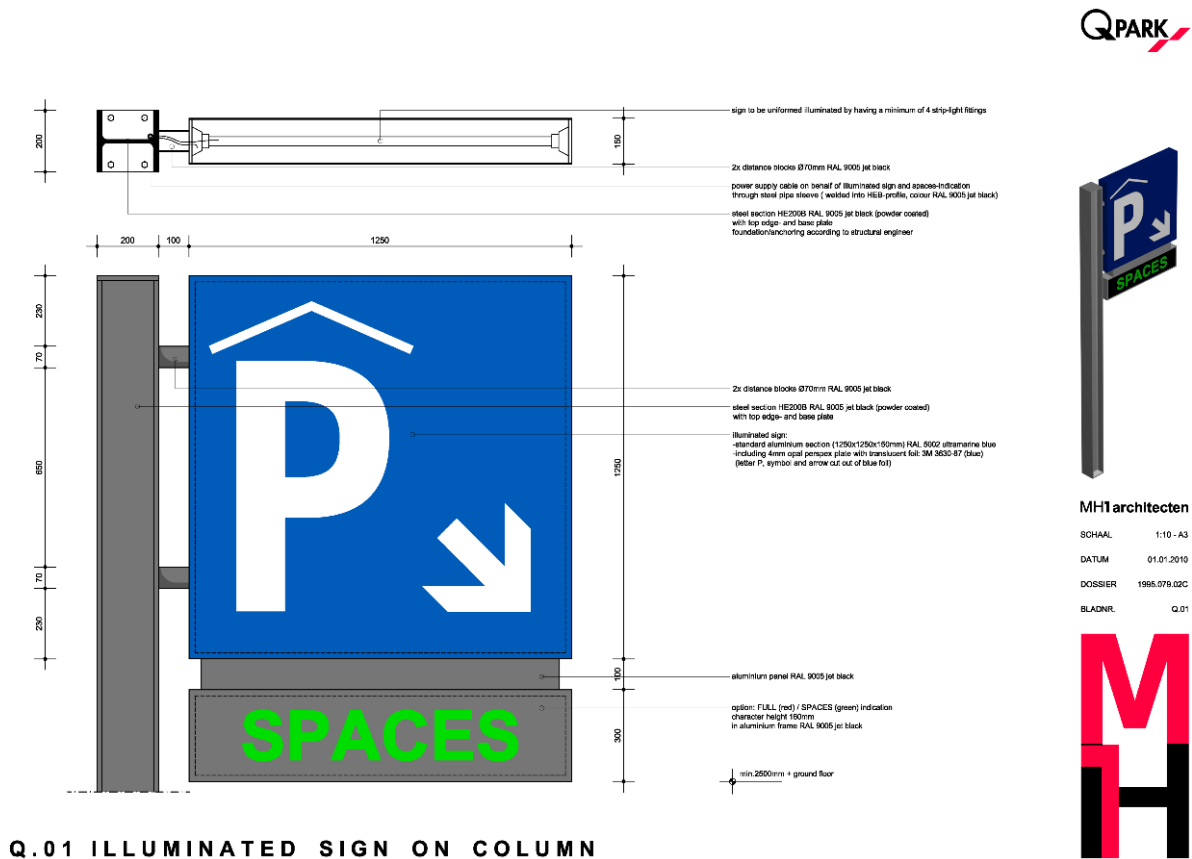 QPARK
sign to be uniformed illuminated by having a minimum of 4 strip-light fittings
200
150
2x distance blocks Ø70mm RAL 9005 jet black
power supply cable on behalf of illuminated sign and spaces-indication
through steel pipe sleeve ( welded into HEB-profile, colour RAL 9005 jet black)
steel section HE200B RAL 9005 jet black (powder coated)
with top edge- and base plate
foundation/anchoring according to structural engineer
200
100
1250
P
SPACES
230
70
650
70
230
P
1250
2x distance blocks Ø70mm RAL 9005 jet black
steel section HE200B RAL 9005 jet black (powder coated)
with top edge- and base plate
illuminated sign:
-standard aluminium section (1250x1250x150mm) RAL 5002 ultramarine blue
-including 4mm opal perspex plate with translucent foil: 3M 3630-87 (blue)
(letter P, symbol and arrow cut out of blue foil)
MH1architecten
SCHAAL 1:10 - A3
DATUM 01.01.2010
DOSSIER 1995.079.02C
BLADNR. Q.01
100
aluminium panel RAL 9005 jet black
SPACES
300
option: FULL (red) / SPACES (green) indication
character height 160mm
in aluminium frame RAL 9005 jet black
min.2500mm + ground floor
MH1
Q.01 ILLUMINATED SIGN ON COLUMN